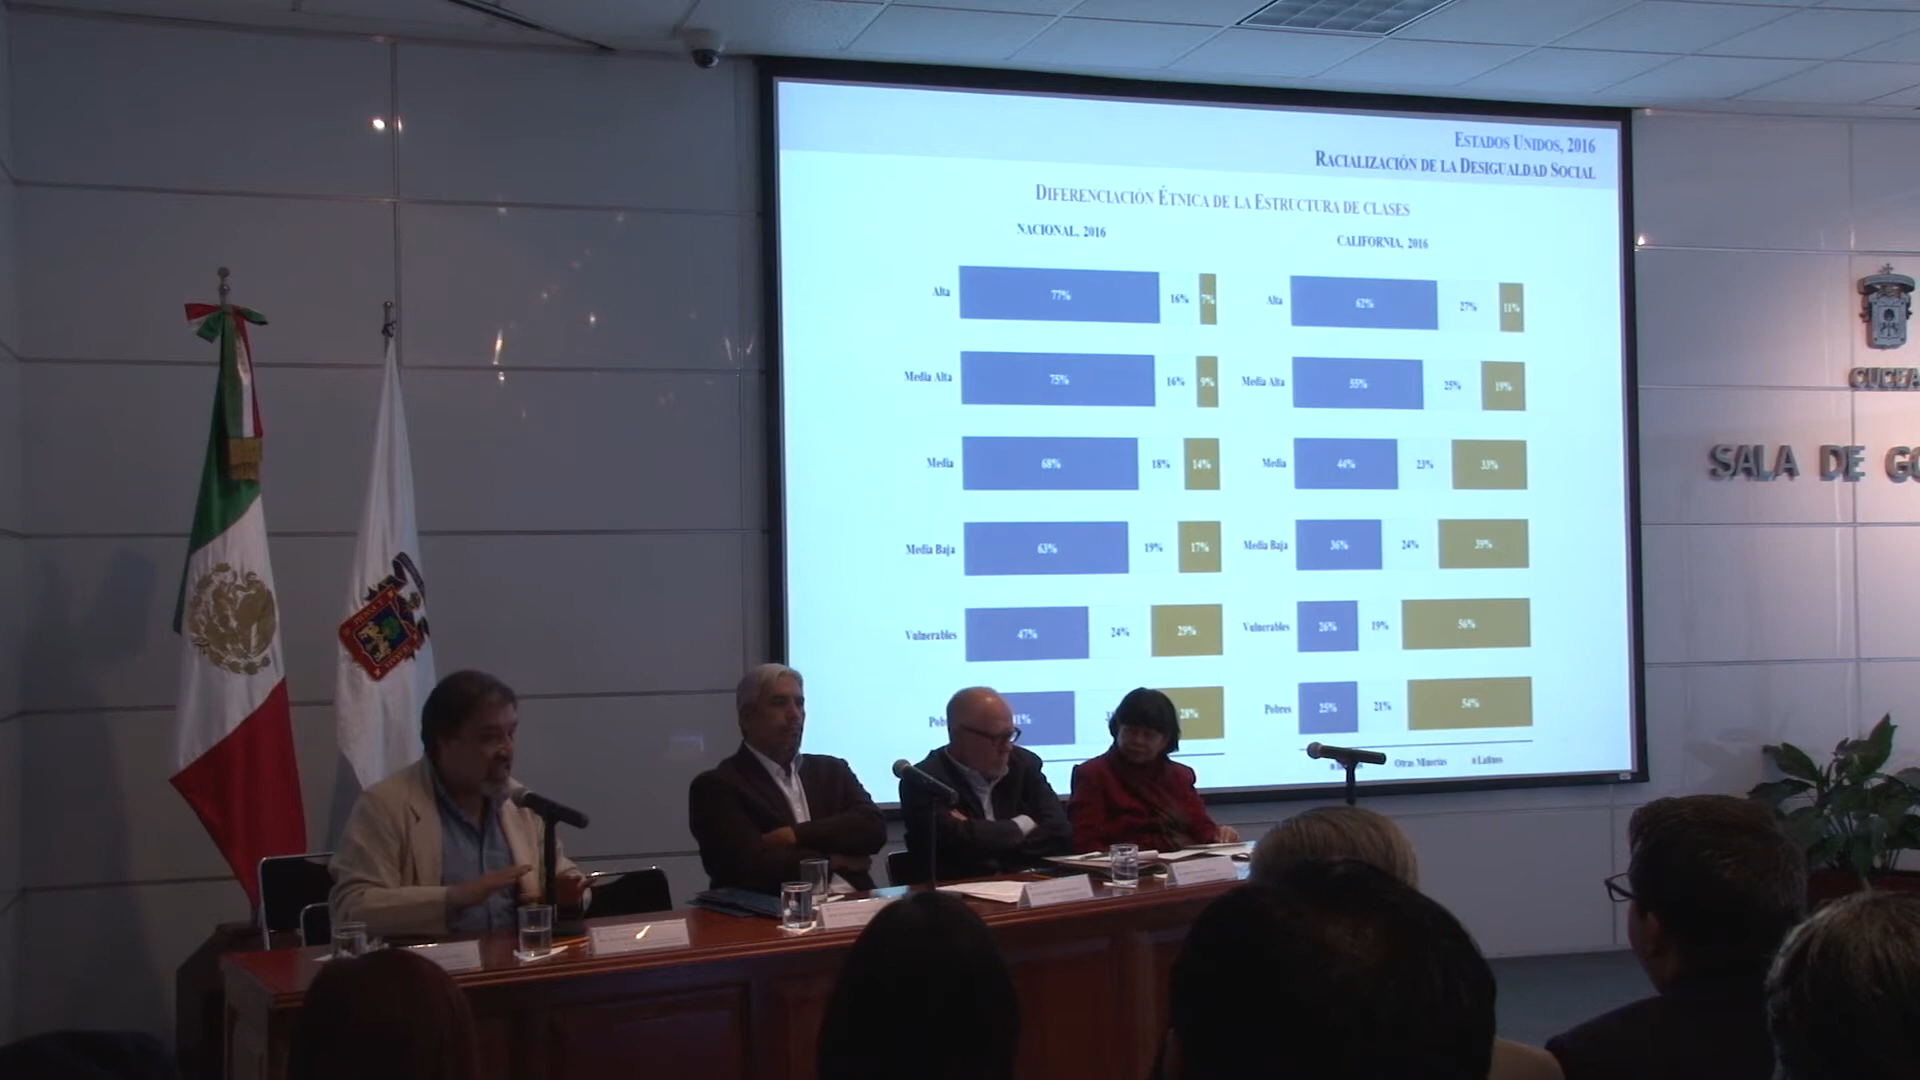 ESTADOS UNIDOS, 2016
RACIALIZACIÓN DE LA DESIGUALDAD SOCIAL
DIFERENCIACIÓN ÉTNICA DE LA ESTRUCTURA DE CLASES
NACIONAL, 2016
CALIFORNIA, 2016
Alta 77% 16% 7%
Alta 62% 27% 11%
Media Alta 75% 16% 9%
Media Alta 55% 25% 19%
Media 68% 18% 14%
Media 44% 23% 33%
Media Baja 63% 19% 17%
Media Baja 36% 24% 39%
Vulnerables 47% 24% 29%
Vulnerables 26% 19% 56%
41% 28%
Pobres 25% 21% 54%
Otras Minorías Latinos
CUCEA
SALA DE